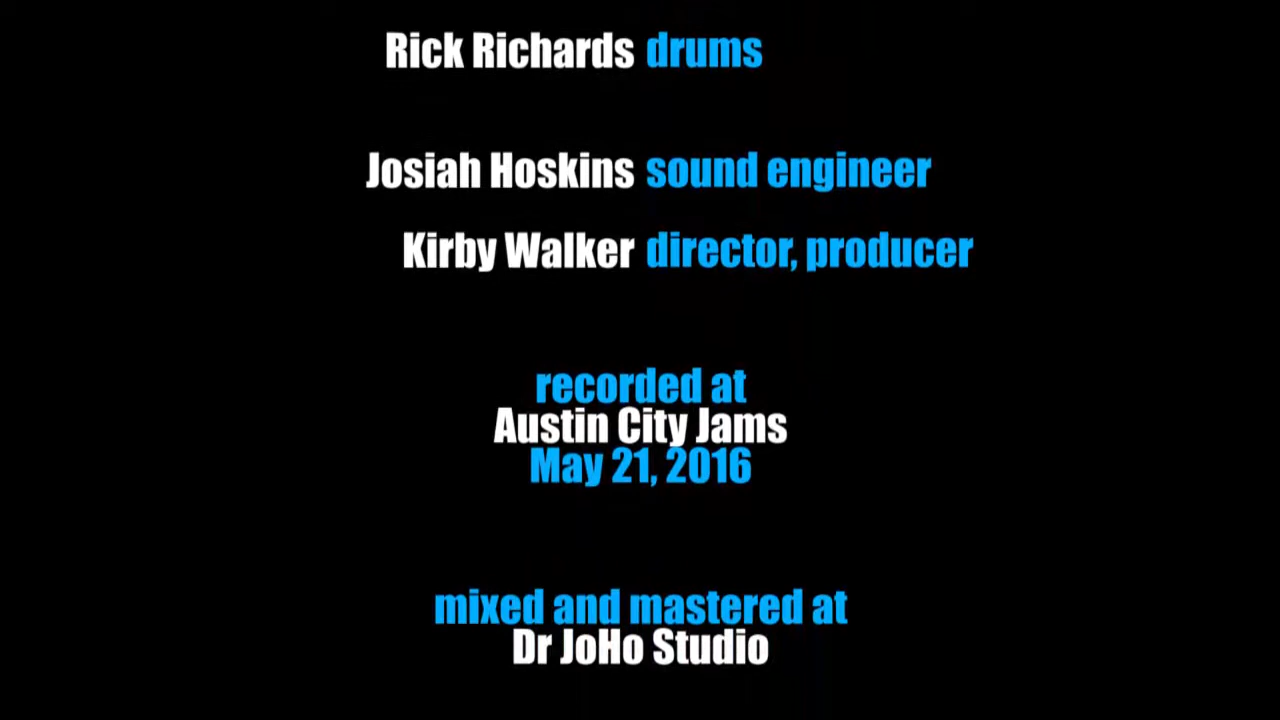 Rick Richards drums
Josiah Hoskins sound engineer
Kirby Walker director, producer
recorded at
Austin City Jams
May 21, 2016
mixed and mastered at
Dr JoHo Studio